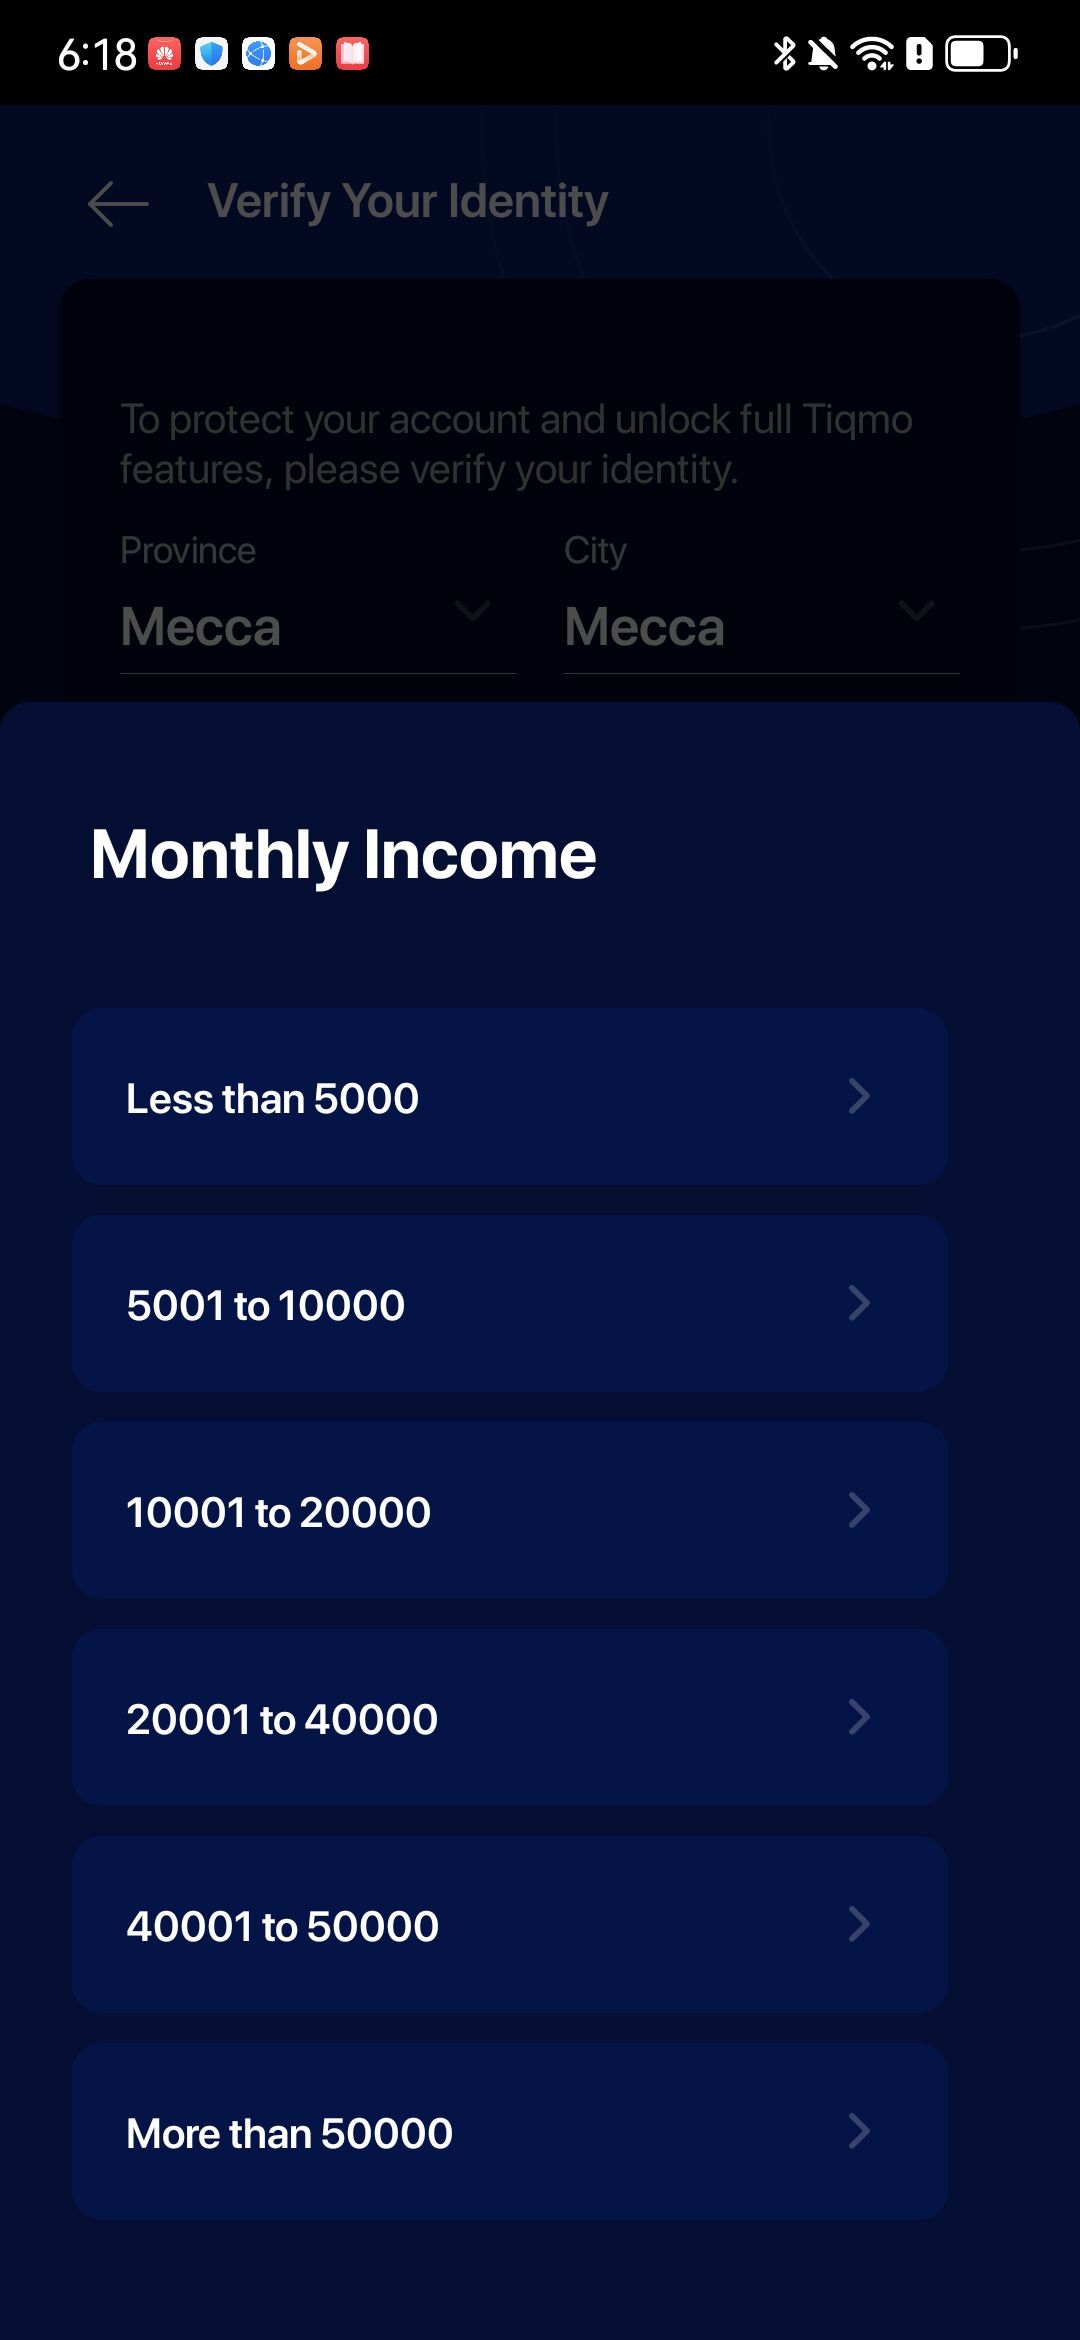 6:18
Verify Your Identity
To protect your account and unlock full Tiqmo
features, please verify your identity.
Province
City
Mecca
Mecca
Monthly Income
Less than 5000
5001 to 10000
10001 to 20000
20001 to 40000
40001 to 50000
More than 50000